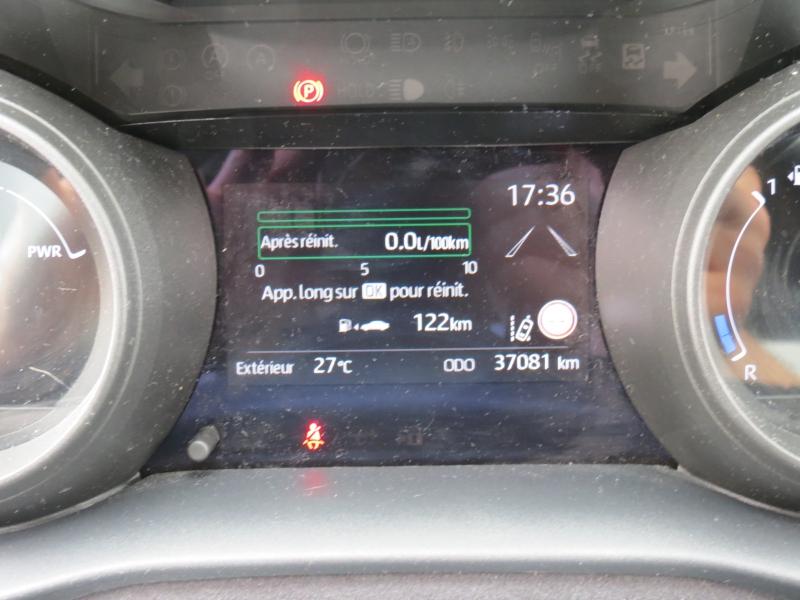 HOLD
17:36
Après réinit. 0.0L/100km
0 5 10
App. long sur OK pour réinit.
122km
Extérieur 27°C ODO 37081 km
PWR
1
R
P